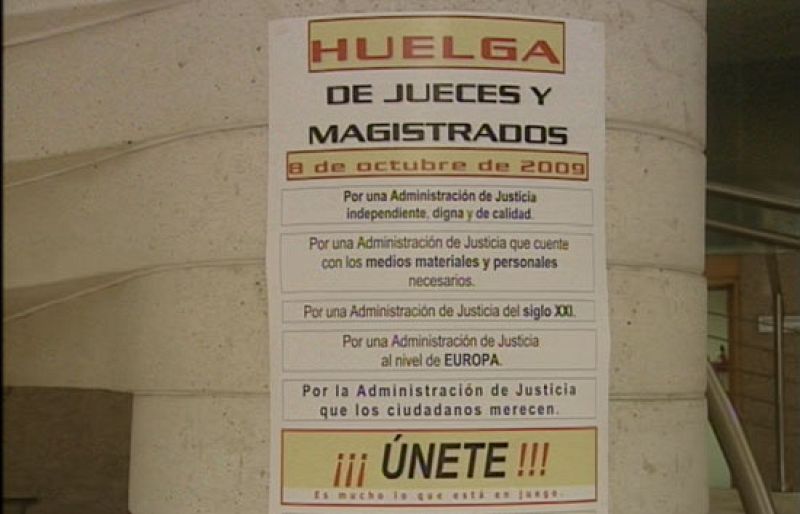 HUELGA
DE JUECES Y
MAGISTRADOS
8 de octubre de 2009
Por una Administración de Justicia
independiente, digna y de calidad.
Por una Administración de Justicia que cuente
con los medios materiales y personales
necesarios.
Por una Administración de Justicia del siglo XXI.
Por una Administración de Justicia
al nivel de EUROPA.
Por la Administración de Justicia
que los ciudadanos merecen.
¡¡¡ ÚNETE !!!
Es mucho lo que está en juego.